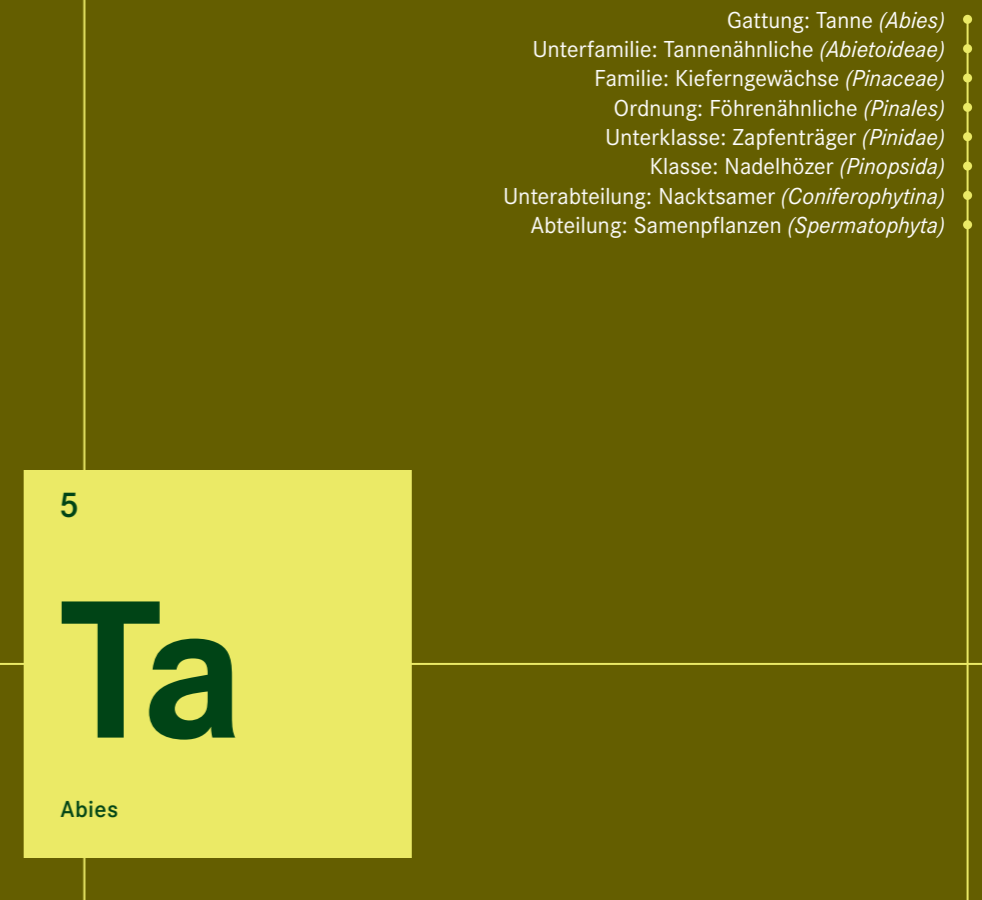 Gattung: Tanne (Abies)
Unterfamilie: Tannenähnliche (Abietoideae)
Familie: Kieferngewächse (Pinaceae)
Ordnung: Föhrenähnliche (Pinales)
Unterklasse: Zapfenträger (Pinidae)
Klasse: Nadelhözer (Pinopsida)
Unterabteilung: Nacktsamer (Coniferophytina)
Abteilung: Samenpflanzen (Spermatophyta)
5
Ta
Abies